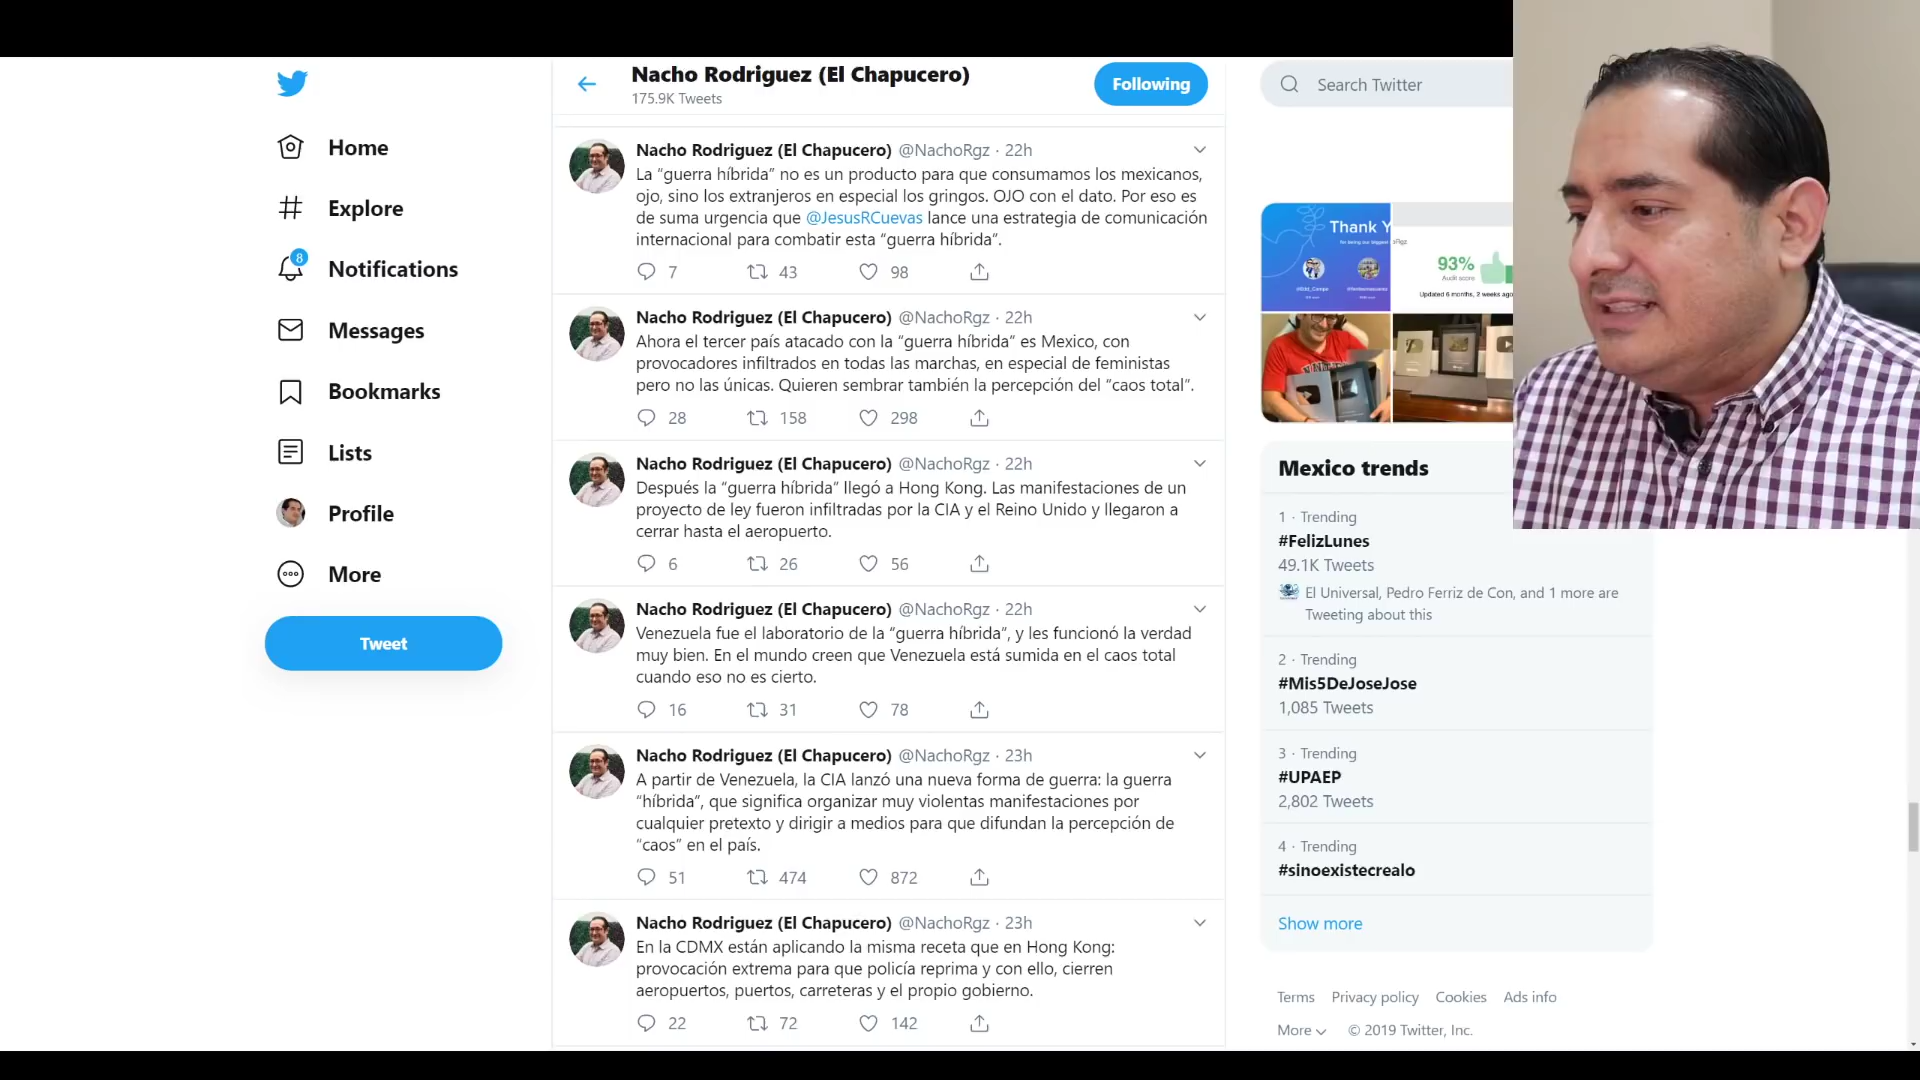 Home
Explore
8
Notifications
Messages
Bookmarks
Lists
Profile
More
Tweet
Nacho Rodriguez (El Chapucero)
175.9K Tweets
Following
Nacho Rodriguez (El Chapucero) @NachoRgz · 22h
La “guerra híbrida” no es un producto para que consumamos los mexicanos,
ojo, sino los extranjeros en especial los gringos. OJO con el dato. Por eso es
de suma urgencia que @JesusRCuevas lance una estrategia de comunicación
internacional para combatir esta “guerra híbrida”.
7 43 98
Nacho Rodriguez (El Chapucero) @NachoRgz · 22h
Ahora el tercer país atacado con la “guerra híbrida” es Mexico, con
provocadores infiltrados en todas las marchas, en especial de feministas
pero no las únicas. Quieren sembrar también la percepción del “caos total”.
28 158 298
Nacho Rodriguez (El Chapucero) @NachoRgz · 22h
Después la “guerra híbrida” llegó a Hong Kong. Las manifestaciones de un
proyecto de ley fueron infiltradas por la CIA y el Reino Unido y llegaron a
cerrar hasta el aeropuerto.
6 26 56
Nacho Rodriguez (El Chapucero) @NachoRgz · 22h
Venezuela fue el laboratorio de la “guerra híbrida”, y les funcionó la verdad
muy bien. En el mundo creen que Venezuela está sumida en el caos total
cuando eso no es cierto.
16 31 78
Nacho Rodriguez (El Chapucero) @NachoRgz · 23h
A partir de Venezuela, la CIA lanzó una nueva forma de guerra: la guerra
“híbrida”, que significa organizar muy violentas manifestaciones por
cualquier pretexto y dirigir a medios para que difundan la percepción de
“caos” en el país.
51 474 872
Nacho Rodriguez (El Chapucero) @NachoRgz · 23h
En la CDMX están aplicando la misma receta que en Hong Kong:
provocación extrema para que policía reprima y con ello, cierren
aeropuertos, puertos, carreteras y el propio gobierno.
22 72 142
Search Twitter
Thank Y
93%
Audit score
Updated 6 months, 2 weeks ago
Mexico trends
1 · Trending
#FelizLunes
49.1K Tweets
El Universal, Pedro Ferriz de Con, and 1 more are
Tweeting about this
2 · Trending
#Mis5DeJoseJose
1,085 Tweets
3 · Trending
#UPAEP
2,802 Tweets
4 · Trending
#sinoexistecrealo
Show more
Terms Privacy policy Cookies Ads info
More © 2019 Twitter, Inc.